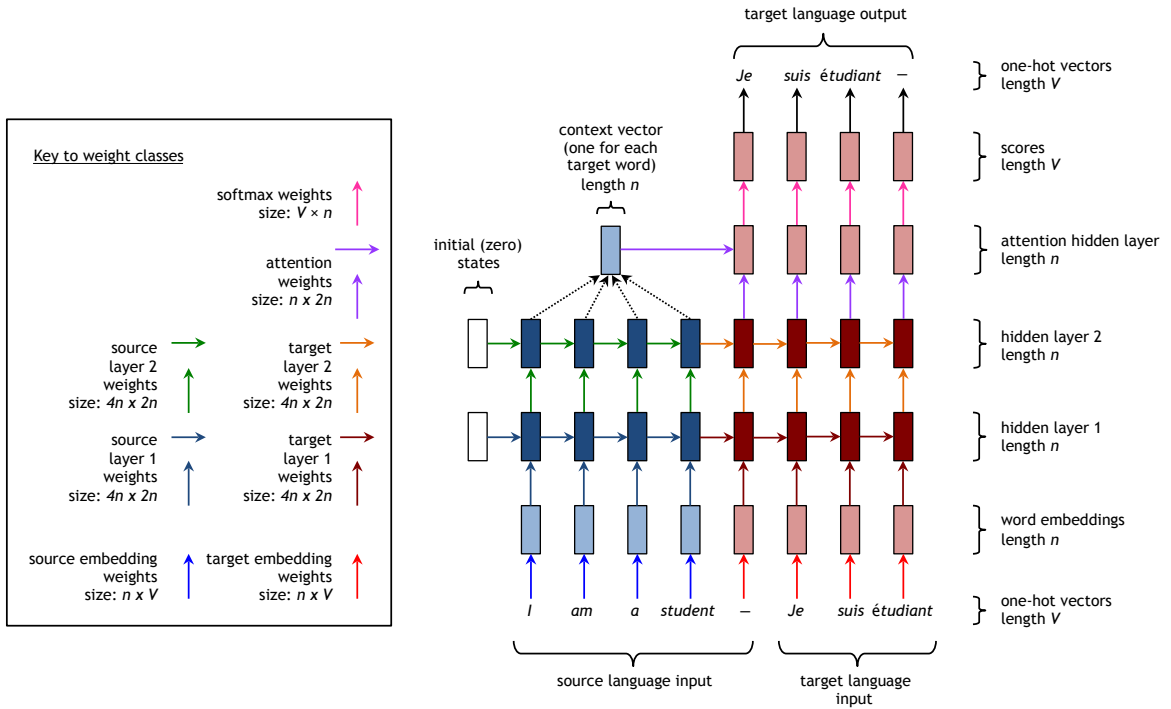 target language output
Je suis étudiant –
one-hot vectors
length V
Key to weight classes
softmax weights
size: V × n
attention
weights
size: n x 2n
source
layer 2
weights
size: 4n x 2n
target
layer 2
weights
size: 4n x 2n
source
layer 1
weights
size: 4n x 2n
target
layer 1
weights
size: 4n x 2n
source embedding
weights
size: n x V
target embedding
weights
size: n x V
context vector
(one for each
target word)
length n
initial (zero)
states
scores
length V
attention hidden layer
length n
hidden layer 2
length n
hidden layer 1
length n
word embeddings
length n
I am a student – Je suis étudiant
one-hot vectors
length V
source language input
target language
input